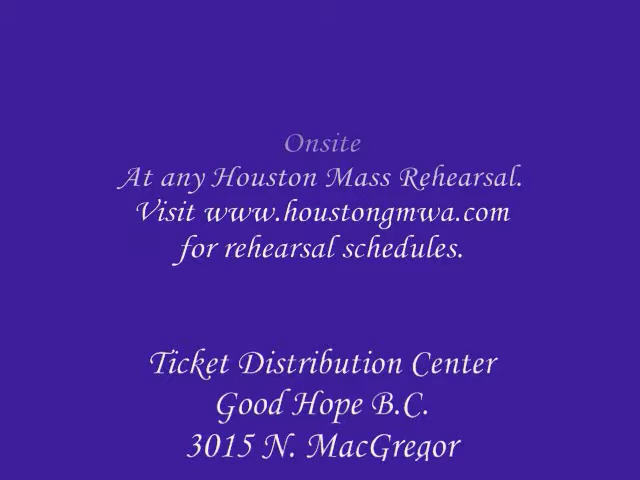 Onsite
At any Houston Mass Rehearsal.
Visit www.houstongmwa.com
for rehearsal schedules.
Ticket Distribution Center
Good Hope B.C.
3015 N. MacGregor